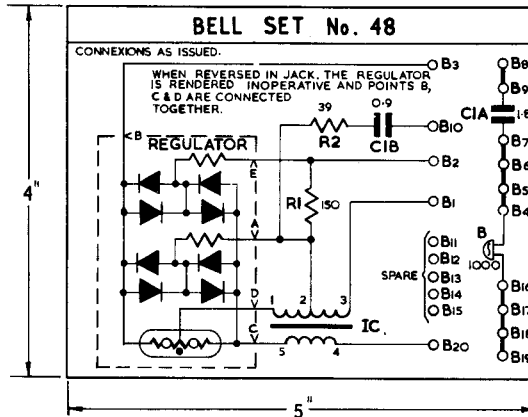 BELL SET No. 48
CONNEXIONS AS ISSUED.
WHEN REVERSED IN JACK, THE REGULATOR
IS RENDERED INOPERATIVE AND POINTS B,
C & D ARE CONNECTED
TOGETHER.
B3
B8
B9
C1A
1·8
39
0·9
R2
C1B
B10
B
REGULATOR
E
B2
B7
B6
B5
B4
R1
150
A
B1
B
1000
SPARE
B11
B12
B13
B14
B15
D
1
2
3
C
IC
5
4
B20
B16
B17
B18
B19
4"
5"